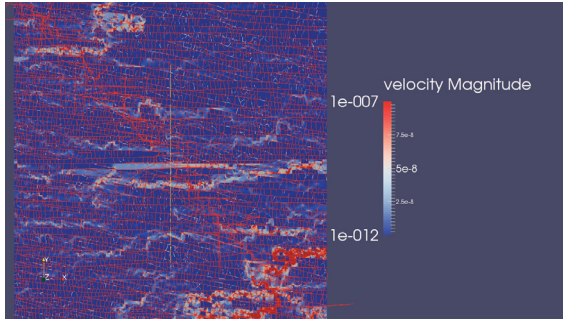 velocity Magnitude
1e-007
7.5e-8
5e-8
2.5e-8
1e-012
Y
Z X